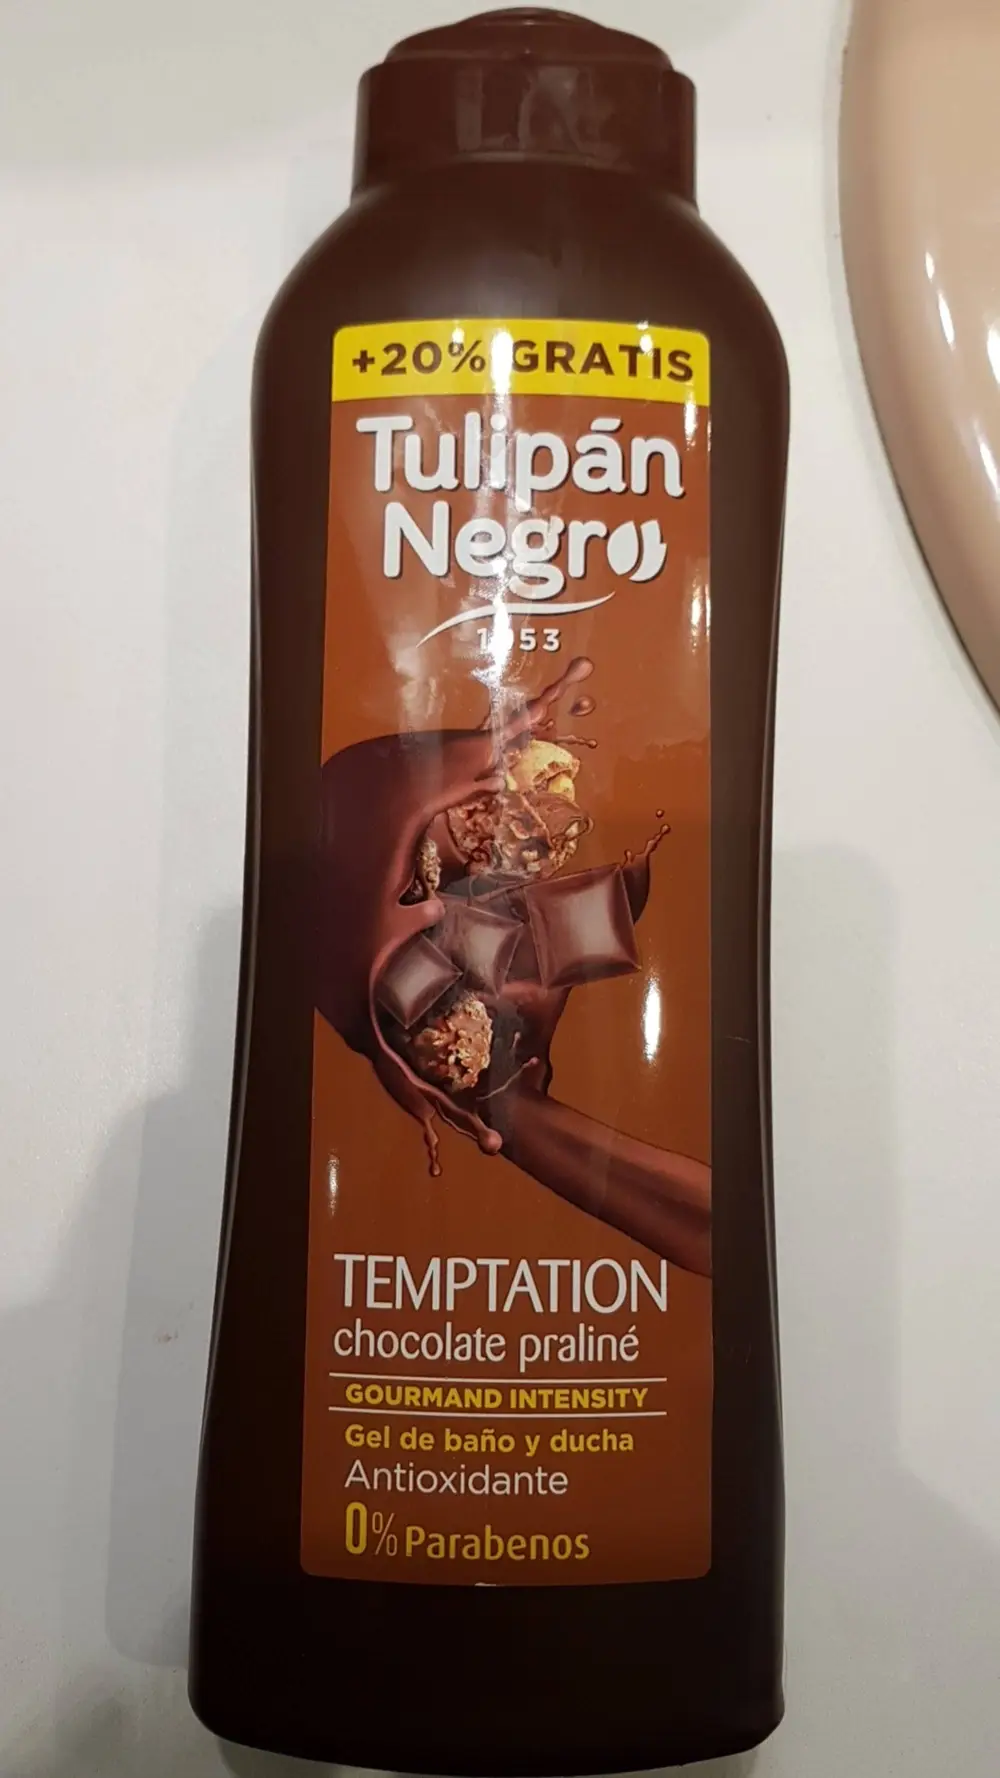 +20% GRATIS
Tulipán
Negro
1953
TEMPTATION
chocolate praliné
GOURMAND INTENSITY
Gel de baño y ducha
Antioxidante
0% Parabenos